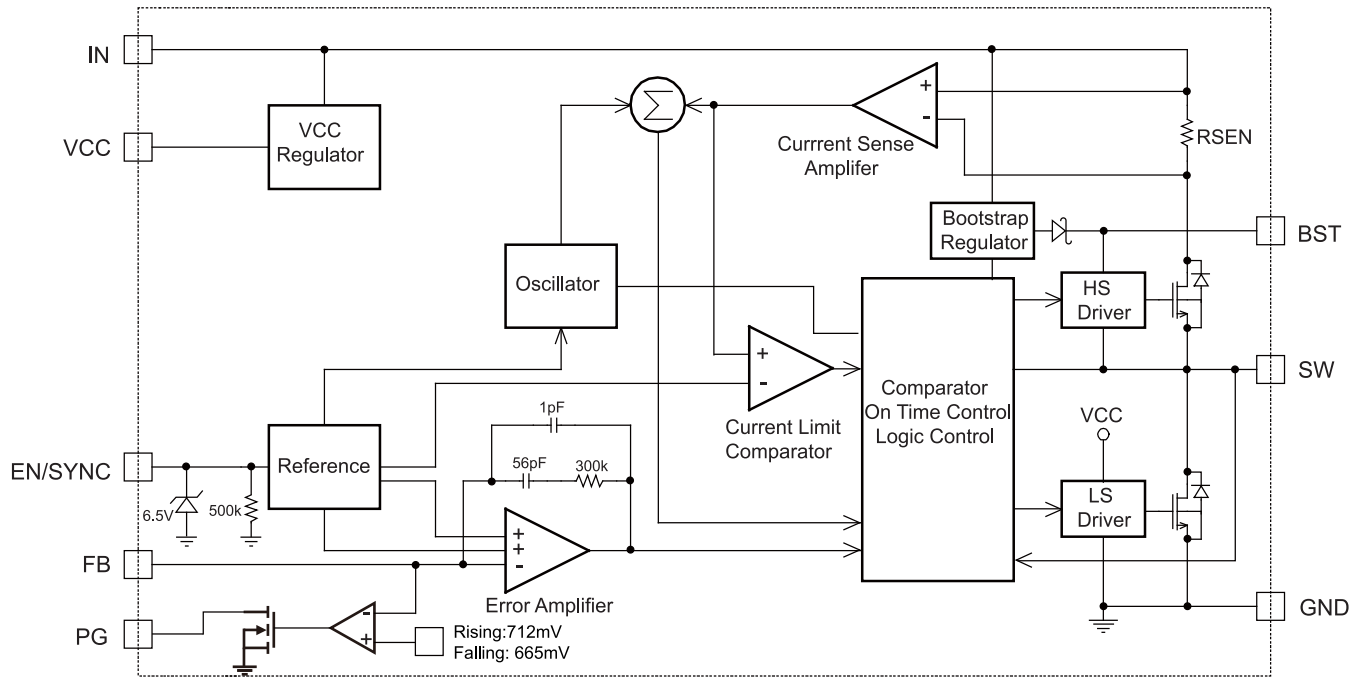 IN
VCC
VCC
Regulator
Σ
+
-
Currrent Sense
Amplifer
RSEN
Bootstrap
Regulator
BST
Oscillator
HS
Driver
+
-
Current Limit
Comparator
Comparator
On Time Control
Logic Control
SW
VCC
1pF
56pF
300k
EN/SYNC
Reference
6.5V
500k
LS
Driver
+
+
-
Error Amplifier
FB
PG
-
+
Rising:712mV
Falling: 665mV
GND